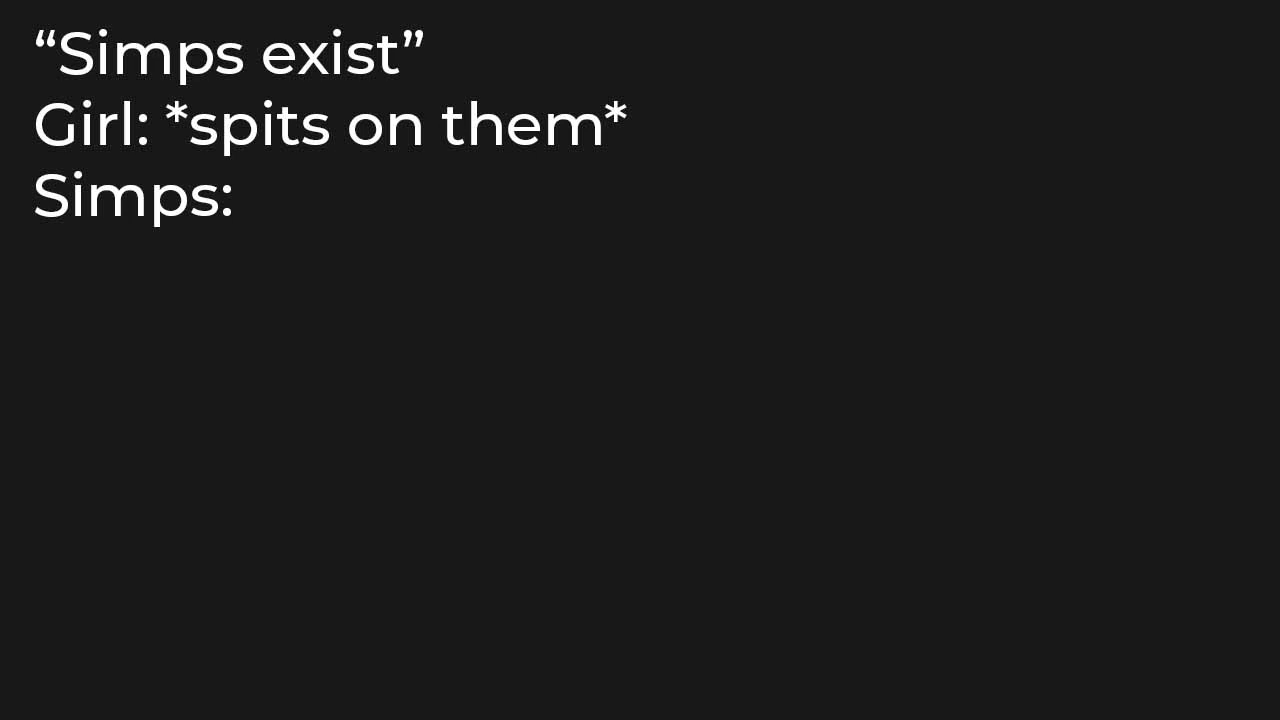 “Simps exist”
Girl: *spits on them*
Simps: